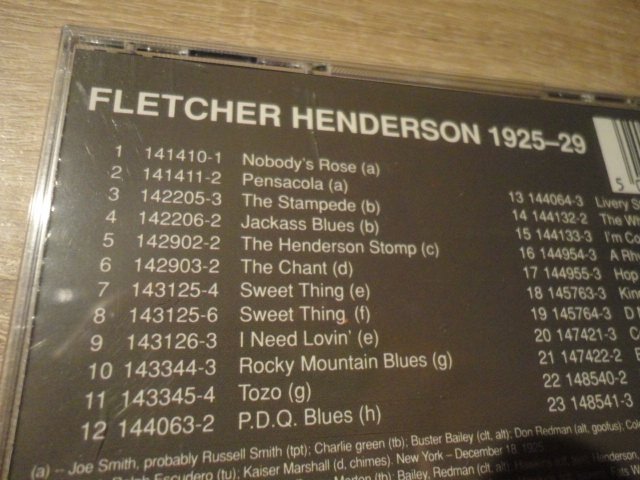 FLETCHER HENDERSON 1925–29
1 141410-1 Nobody's Rose (a)
2 141411-2 Pensacola (a)
3 142205-3 The Stampede (b)
4 142206-2 Jackass Blues (b)
5 142902-2 The Henderson Stomp (c)
6 142903-2 The Chant (d)
7 143125-4 Sweet Thing (e)
8 143125-6 Sweet Thing (f)
9 143126-3 I Need Lovin' (e)
10 143344-3 Rocky Mountain Blues (g)
11 143345-4 Tozo (g)
12 144063-2 P.D.Q. Blues (h)
13 144064-3 Livery
14 144132-2 The
15 144133-3 I'm
16 144954-3 A
17 144955-3 Hop
18 145763-3
19 145764-3 D
20 147421-3
21 147422-2
22 148540-2
23 148541-3
(a) – Joe Smith, probably Russell Smith (tpt); Charlie green (tb); Buster Bailey (clt, alt); Don Redman (clt, alt, goofus);
Escudero (tu); Kaiser Marshall (d, chimes). New York – December 18, 1925.